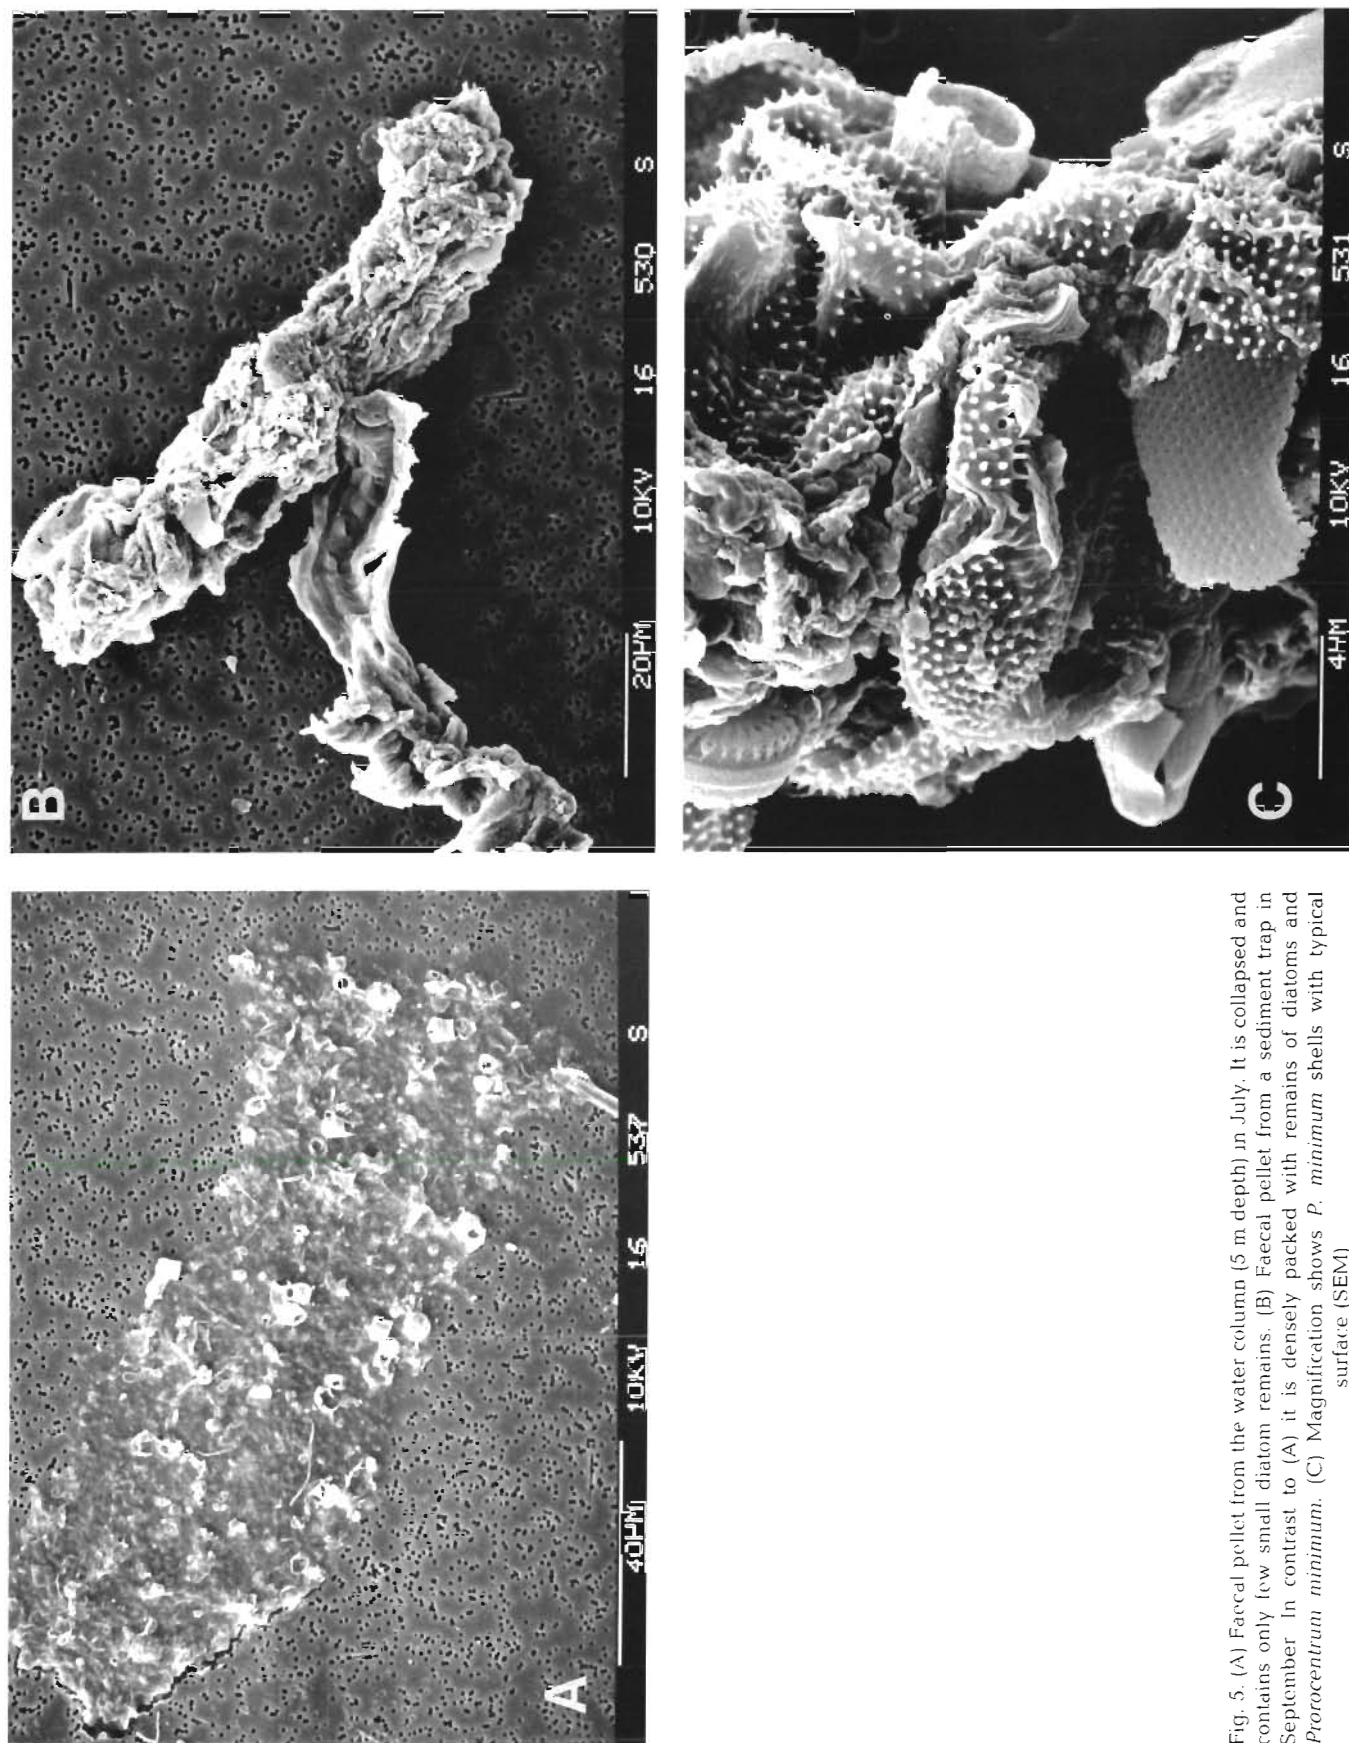 A
40µM 10KV 16 537 S
B
20µM 10KV 16 530 S
C
4µM 10KV 16 531 S
Fig. 5. (A) Faecal pellet from the water column (5 m depth) in July. It is collapsed and
contains only few small diatom remains. (B) Faecal pellet from a sediment trap in
September In contrast to (A) it is densely packed with remains of diatoms and
Prorocentrum minimum. (C) Magnification shows P. minimum shells with typical
surface (SEM)